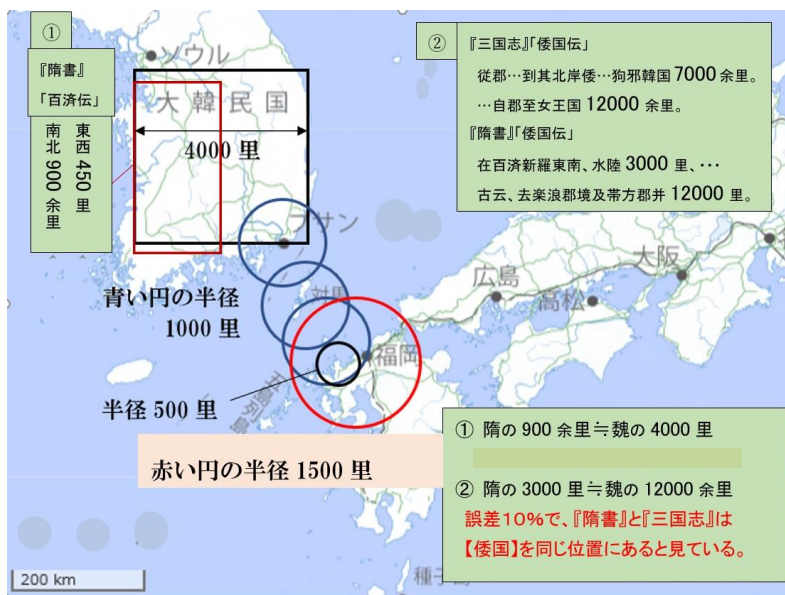 ①
『隋書』
「百済伝」
東西 450 里
南北 900 余里
ソウル
大韓民国
4000 里
プサン
対馬
青い円の半径
1000 里
福岡
半径 500 里
五島列島
赤い円の半径 1500 里
広島
高松
大阪
種子島
200 km
②
『三国志』「倭国伝」
従郡…到其北岸倭…狗邪韓国 7000 余里。
…自郡至女王国 12000 余里。
『隋書』「倭国伝」
在百済新羅東南、水陸 3000 里、・・・
古云、去楽浪郡境及帯方郡并 12000 里。
① 隋の 900 余里≒魏の 4000 里
② 隋の 3000 里≒魏の 12000 余里
誤差10%で、『隋書』と『三国志』は
【倭国】を同じ位置にあると見ている。